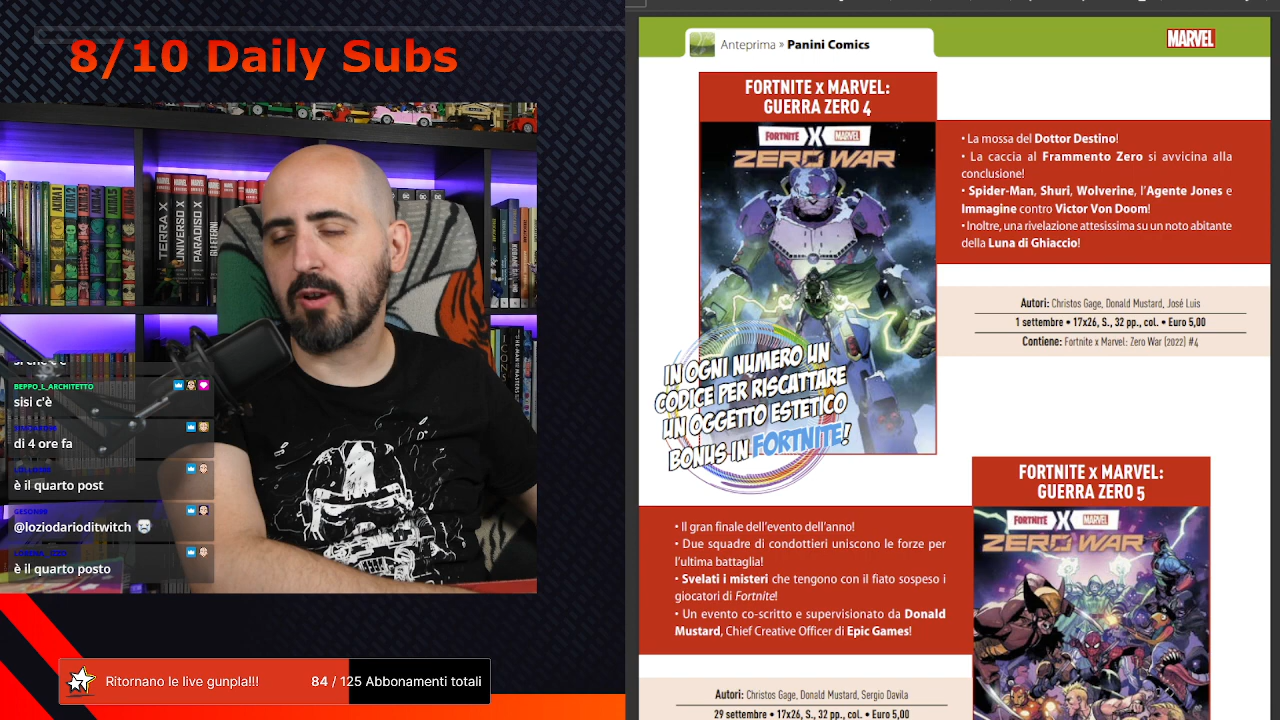 8/10 Daily Subs
TERRA X
UNIVERSO X
PARADISO X
GLI ETERNI
BEPPO_L_ARCHITETTO
sisi c'è
di 4 ore fa
è il quarto post
GESON99
@loziodarioditwitch
è il quarto posto
Ritornano le live gunpla!!!
84 / 125 Abbonamenti totali
Anteprima » Panini Comics
MARVEL
FORTNITE x MARVEL:
GUERRA ZERO 4
FORTNITE X MARVEL
ZERO WAR
• La mossa del Dottor Destino!
• La caccia al Frammento Zero si avvicina alla
conclusione!
• Spider-Man, Shuri, Wolverine, l'Agente Jones e
Immagine contro Victor Von Doom!
• Inoltre, una rivelazione attesissima su un noto abitante
della Luna di Ghiaccio!
Autori: Christos Gage, Donald Mustard, José Luis
1 settembre • 17x26, S., 32 pp., col. • Euro 5,00
Contiene: Fortnite x Marvel: Zero War (2022) #4
IN OGNI NUMERO UN
CODICE PER RISCATTARE
UN OGGETTO ESTETICO
BONUS IN FORTNITE!
FORTNITE x MARVEL:
GUERRA ZERO 5
FORTNITE X MARVEL
ZERO WAR
• Il gran finale dell'evento dell'anno!
• Due squadre di condottieri uniscono le forze per
l'ultima battaglia!
• Svelati i misteri che tengono con il fiato sospeso i
giocatori di Fortnite!
• Un evento co-scritto e supervisionato da Donald
Mustard, Chief Creative Officer di Epic Games!
Autori: Christos Gage, Donald Mustard, Sergio Davila
29 settembre • 17x26, S., 32 pp., col. • Euro 5,00